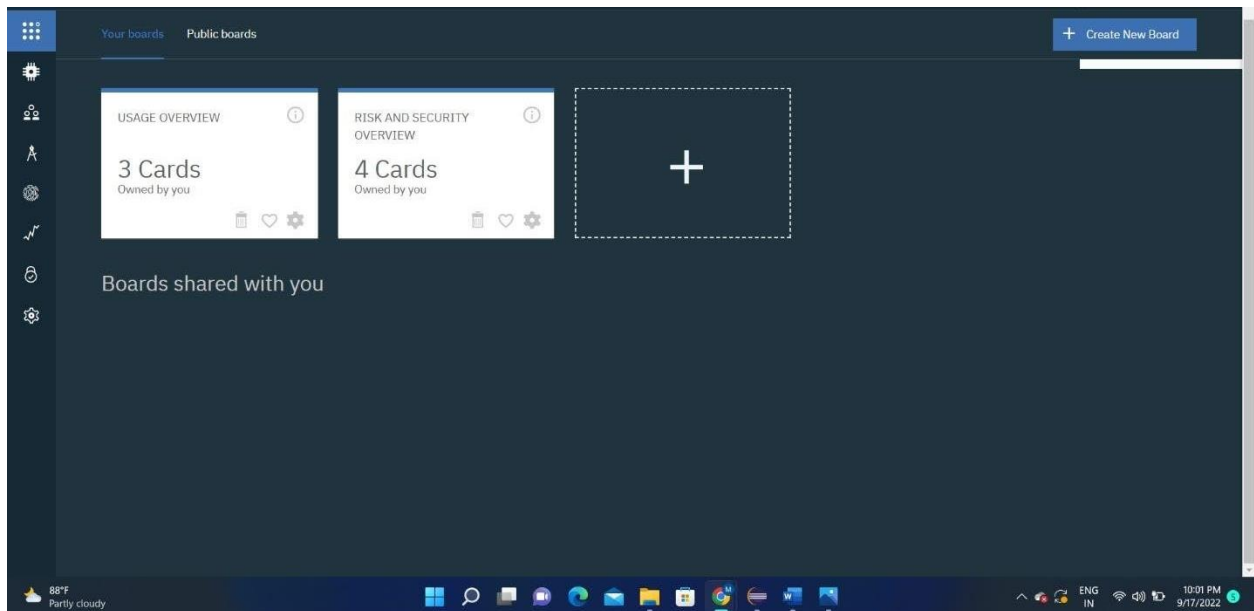 Your boards
Public boards
+ Create New Board
USAGE OVERVIEW
3 Cards
Owned by you
RISK AND SECURITY
OVERVIEW
4 Cards
Owned by you
Boards shared with you
88°F
Partly cloudy
ENG
IN
10:01 PM
9/17/2022